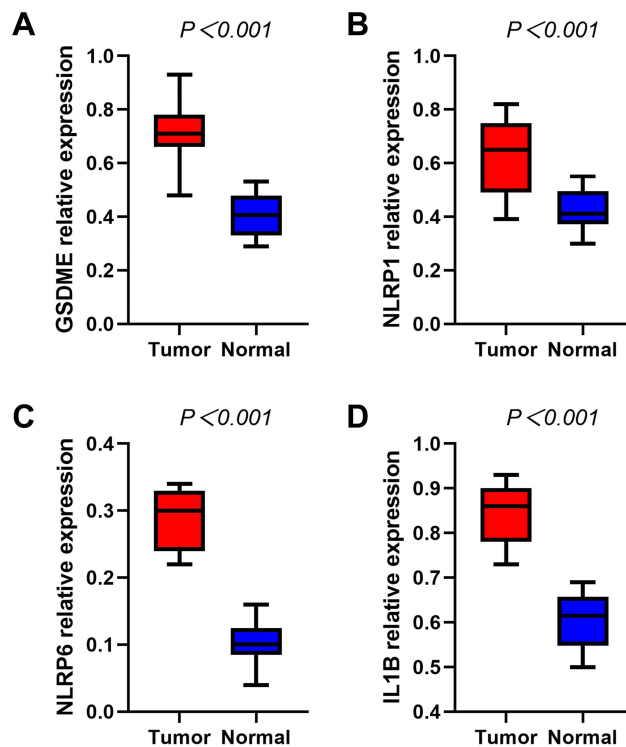 A
P＜0.001
GSDME relative expression
1.0
0.8
0.6
0.4
0.2
0.0
Tumor Normal
B
P＜0.001
NLRP1 relative expression
1.0
0.8
0.6
0.4
0.2
0.0
Tumor Normal
C
P＜0.001
NLRP6 relative expression
0.4
0.3
0.2
0.1
0.0
Tumor Normal
D
P＜0.001
IL1B relative expression
1.0
0.9
0.8
0.7
0.6
0.5
0.4
Tumor Normal